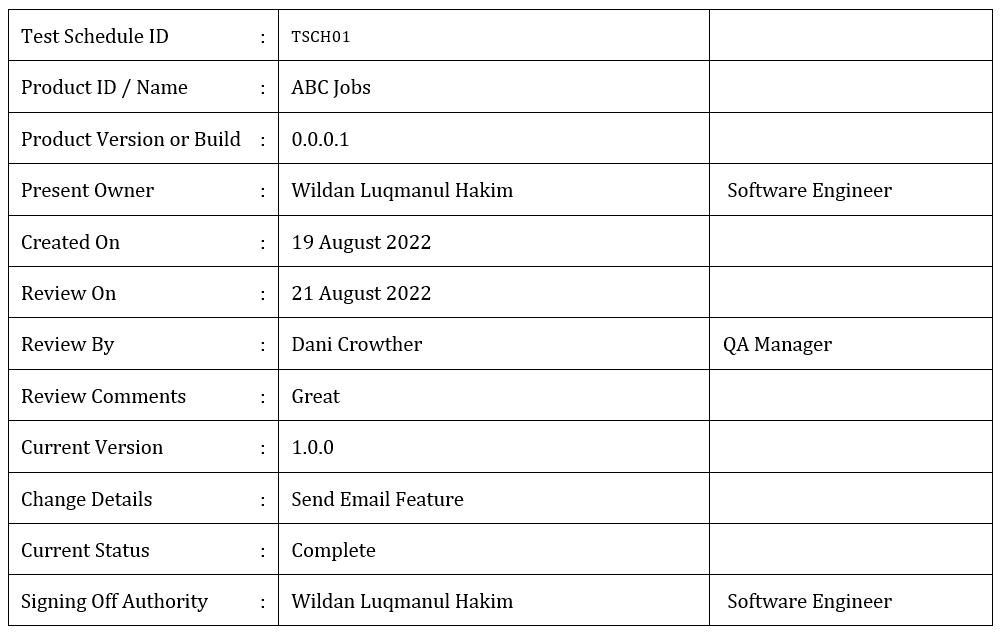 Test Schedule ID : TSCH01
Product ID / Name : ABC Jobs
Product Version or Build : 0.0.0.1
Present Owner : Wildan Luqmanul Hakim Software Engineer
Created On : 19 August 2022
Review On : 21 August 2022
Review By : Dani Crowther QA Manager
Review Comments : Great
Current Version : 1.0.0
Change Details : Send Email Feature
Current Status : Complete
Signing Off Authority : Wildan Luqmanul Hakim Software Engineer